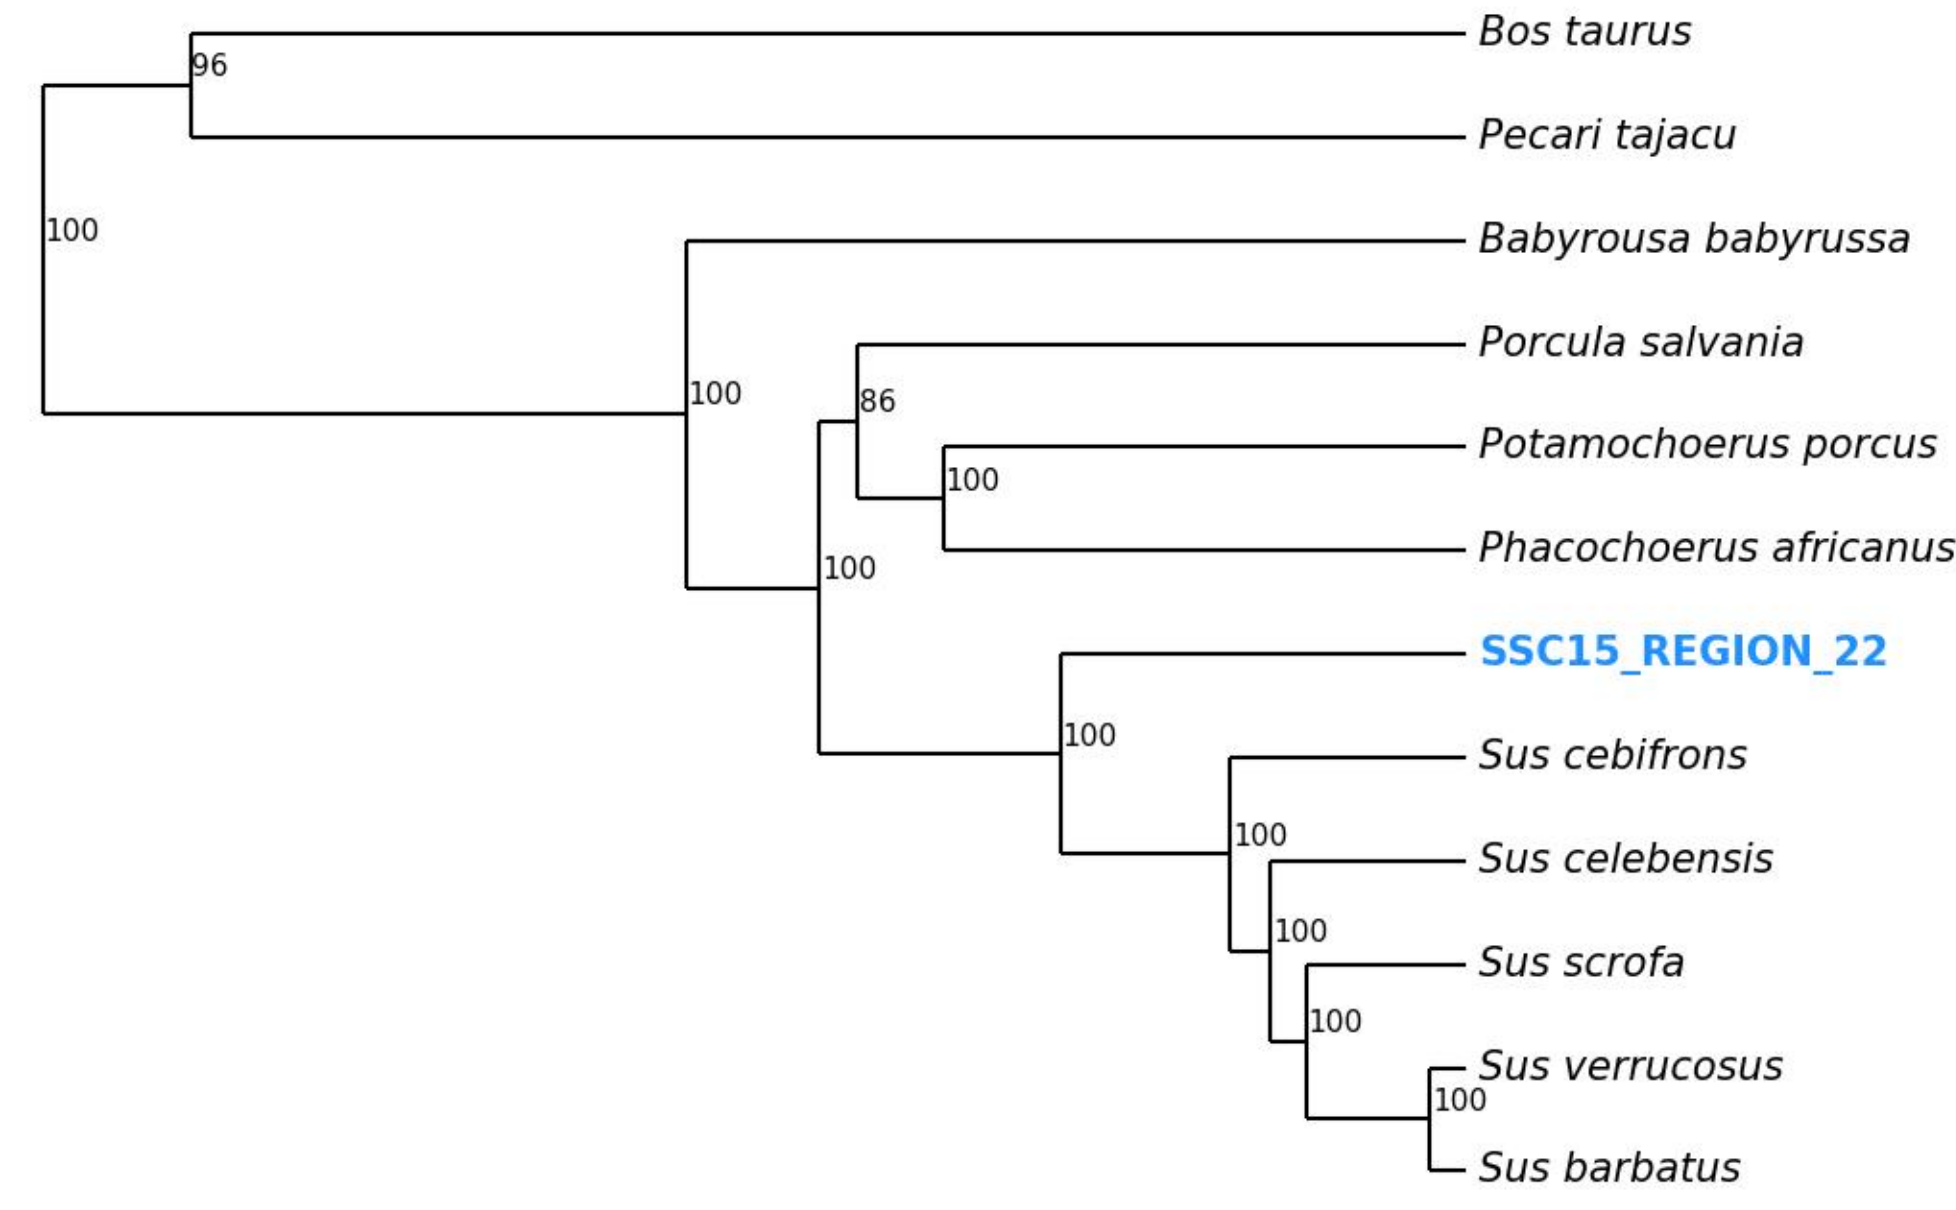 Bos taurus
96
Pecari tajacu
100
Babyrousa babyrussa
Porcula salvania
100
86
Potamochoerus porcus
100
Phacochoerus africanus
100
SSC15_REGION_22
100
Sus cebifrons
100
Sus celebensis
100
Sus scrofa
100
Sus verrucosus
100
Sus barbatus